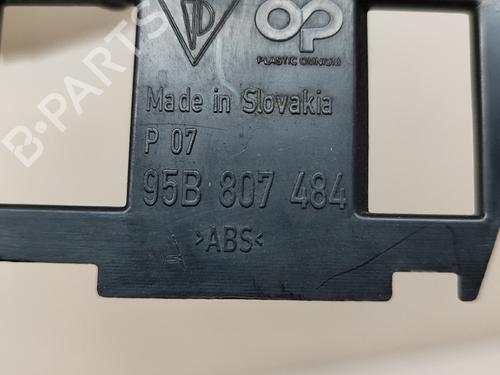 OP
PLASTIC OMNIUM
Made in Slovakia
P 07
95B 807 484
>ABS<
B-PARTS